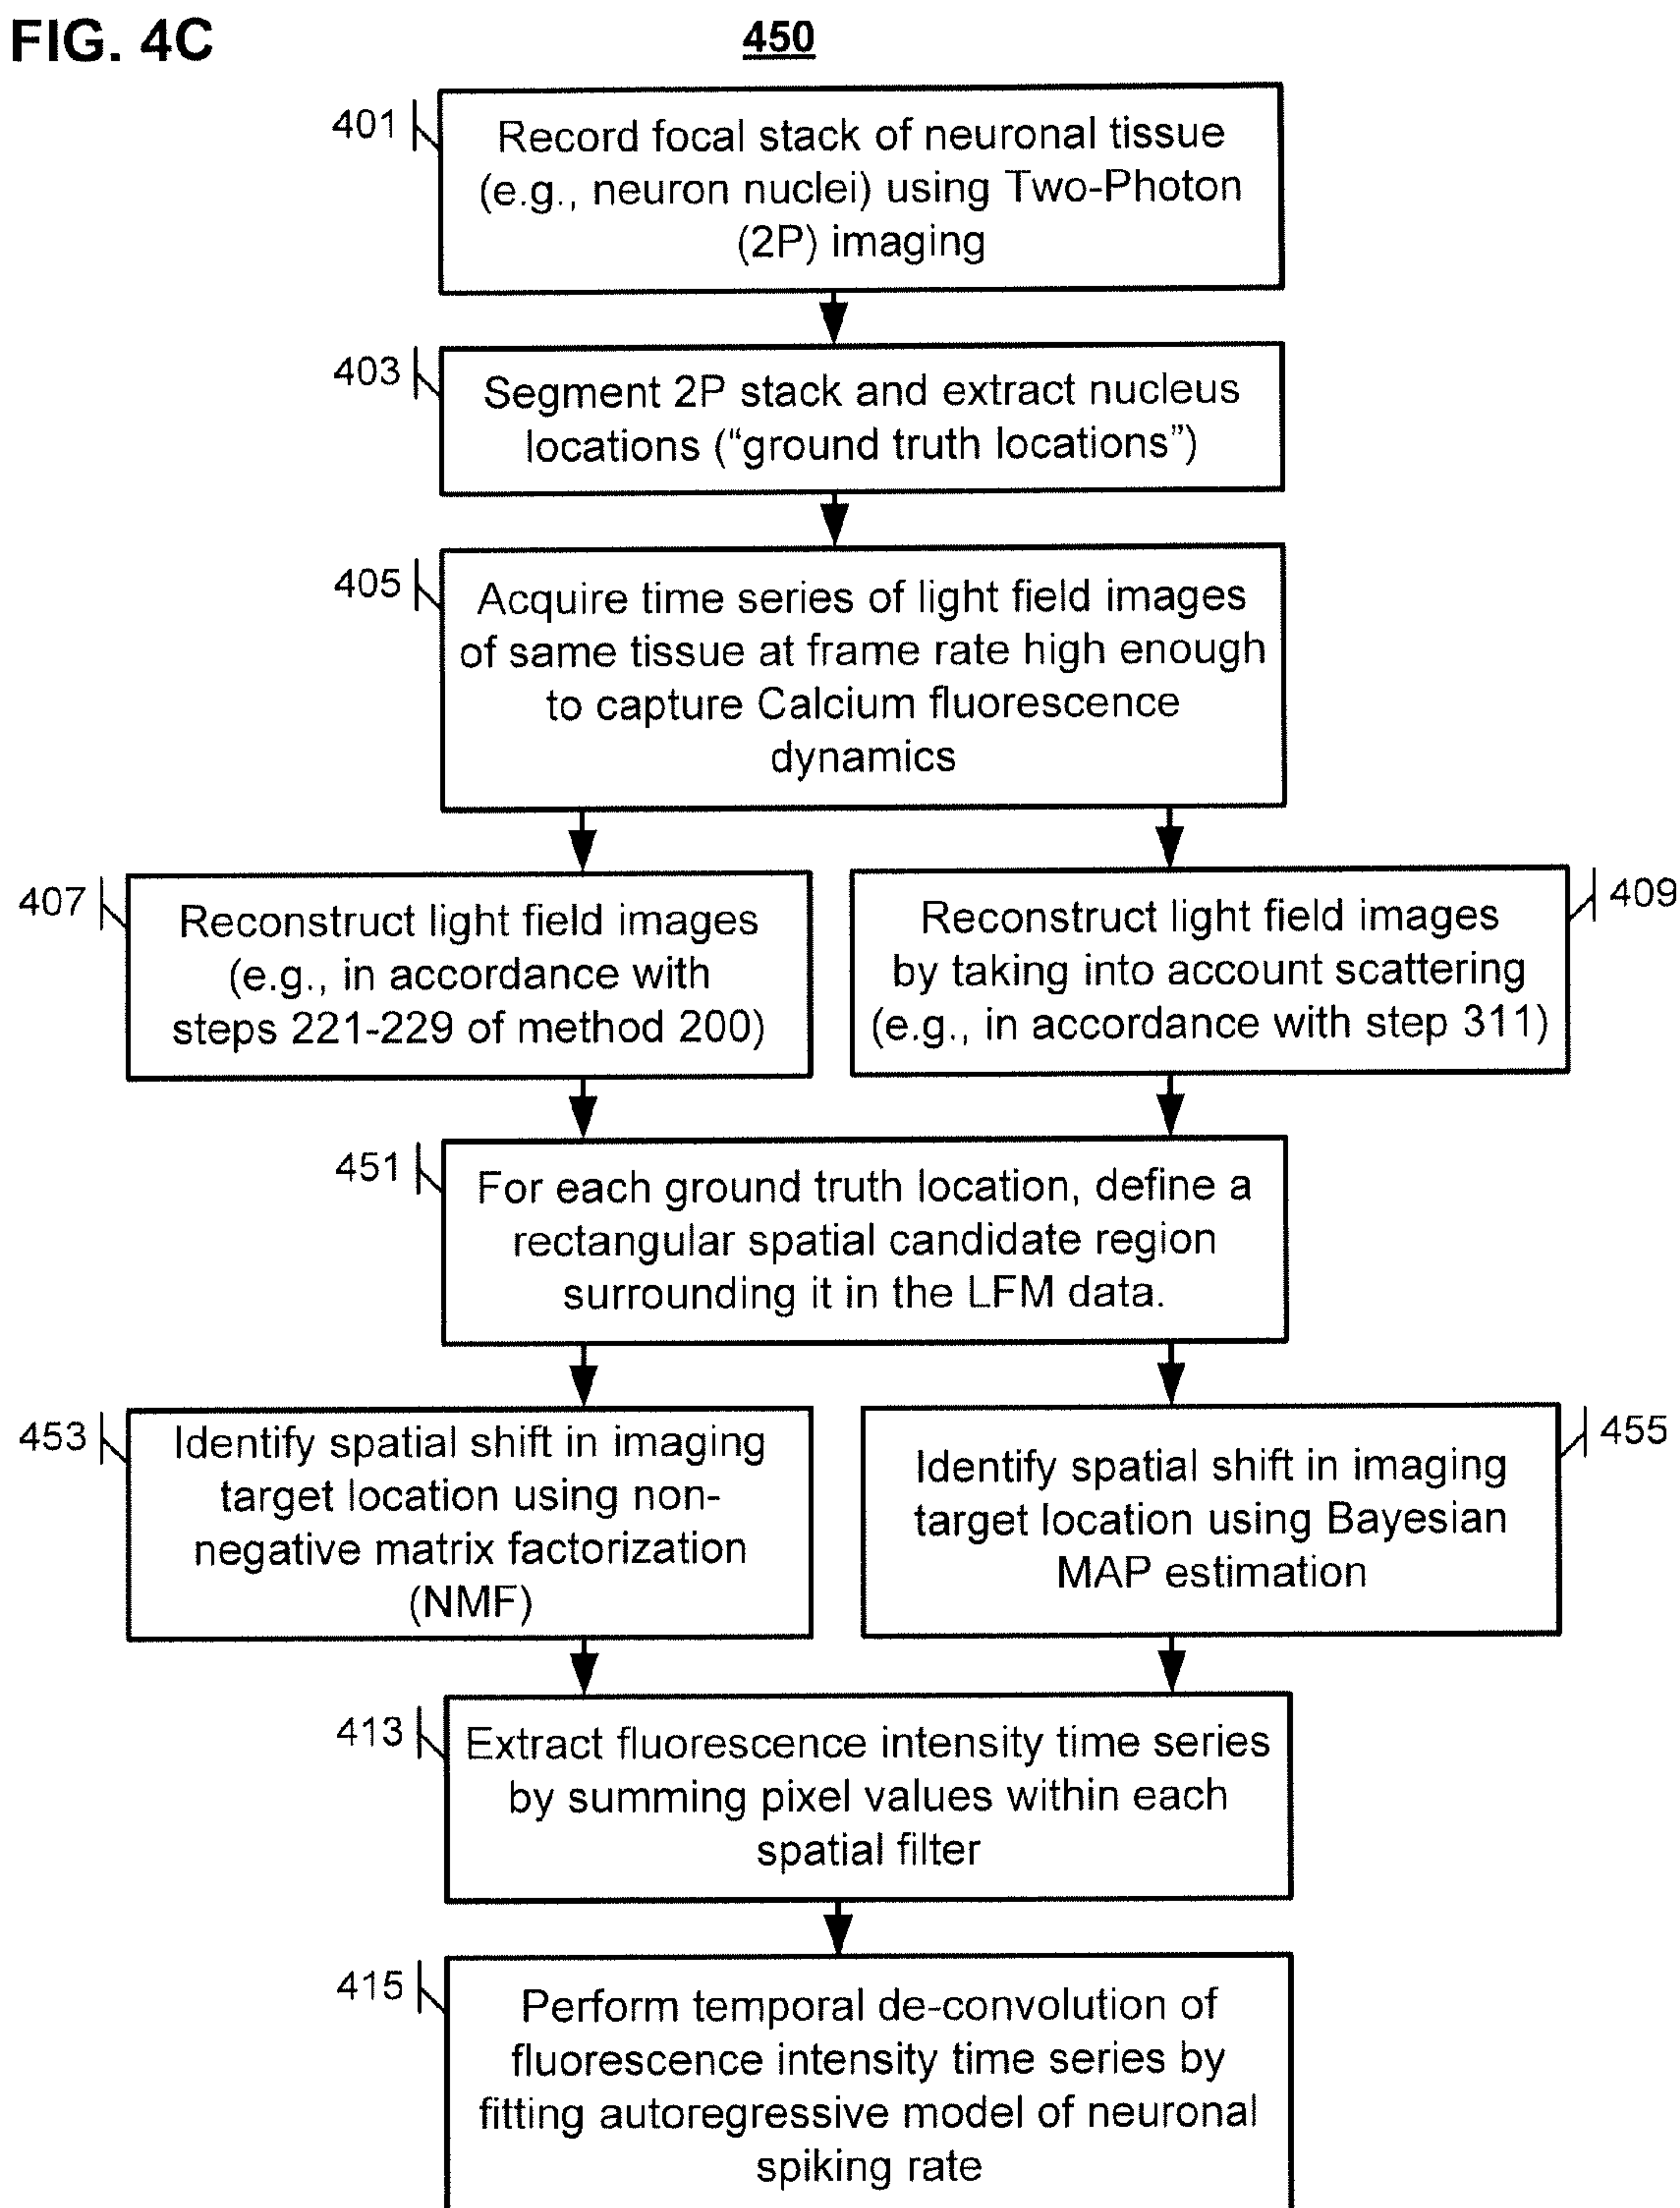 FIG. 4C
450
401
Record focal stack of neuronal tissue
(e.g., neuron nuclei) using Two-Photon
(2P) imaging
403
Segment 2P stack and extract nucleus
locations (“ground truth locations”)
405
Acquire time series of light field images
of same tissue at frame rate high enough
to capture Calcium fluorescence
dynamics
407
Reconstruct light field images
(e.g., in accordance with
steps 221-229 of method 200)
409
Reconstruct light field images
by taking into account scattering
(e.g., in accordance with step 311)
451
For each ground truth location, define a
rectangular spatial candidate region
surrounding it in the LFM data.
453
Identify spatial shift in imaging
target location using non-
negative matrix factorization
(NMF)
455
Identify spatial shift in imaging
target location using Bayesian
MAP estimation
413
Extract fluorescence intensity time series
by summing pixel values within each
spatial filter
415
Perform temporal de-convolution of
fluorescence intensity time series by
fitting autoregressive model of neuronal
spiking rate